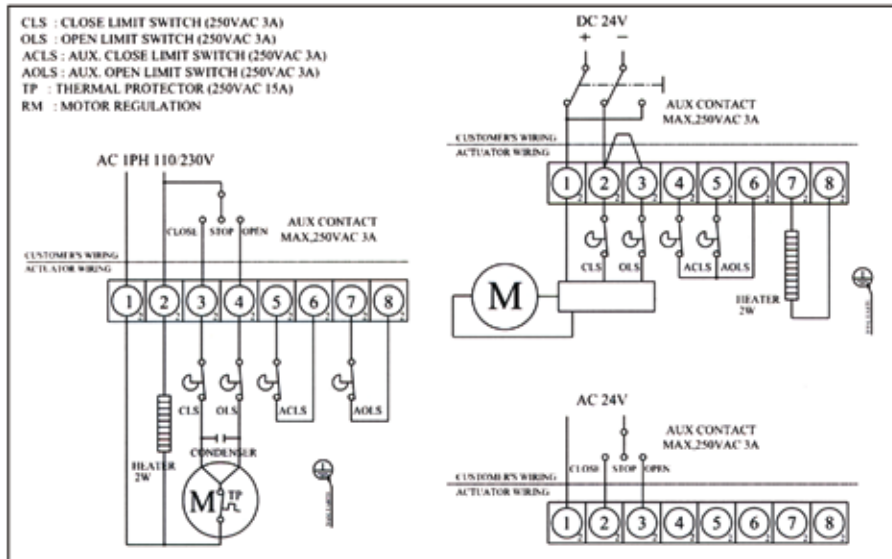 CLS : CLOSE LIMIT SWITCH (250VAC 3A)
OLS : OPEN LIMIT SWITCH (250VAC 3A)
ACLS : AUX. CLOSE LIMIT SWITCH (250VAC 3A)
AOLS : AUX. OPEN LIMIT SWITCH (250VAC 3A)
TP : THERMAL PROTECTOR (250VAC 15A)
RM : MOTOR REGULATION
AC 1PH 110/230V
CLOSE STOP OPEN
AUX CONTACT
MAX,250VAC 3A
CUSTOMER'S WIRING
ACTUATOR WIRING
1 2 3 4 5 6 7 8
CLS OLS ACLS AOLS
CONDENSER
HEATER
2W
M TP
DC 24V
+ −
AUX CONTACT
MAX,250VAC 3A
CUSTOMER'S WIRING
ACTUATOR WIRING
1 2 3 4 5 6 7 8
CLS OLS ACLS AOLS
M
HEATER
2W
AC 24V
AUX CONTACT
MAX,250VAC 3A
CLOSE STOP OPEN
CUSTOMER'S WIRING
ACTUATOR WIRING
1 2 3 4 5 6 7 8